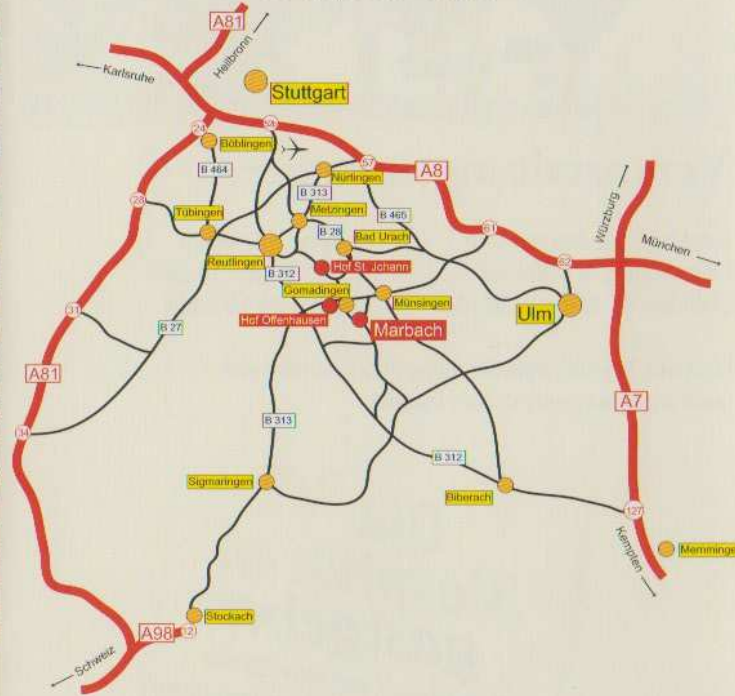 A81
Heilbronn
Karlsruhe
Stuttgart
24
Böblingen
57
A8
B 464
Nürtingen
B 313
28
Metzingen
B 465
Würzburg
Tübingen
B 28
Bad Urach
61
München
Reutlingen
Hof St. Johann
62
B 312
Gomadingen
Münsingen
31
Hof Offenhausen
Marbach
Ulm
B 27
A81
A7
34
B 313
B 312
Sigmaringen
Biberach
127
Kempten
Memminge
Stockach
A98
12
Schweiz